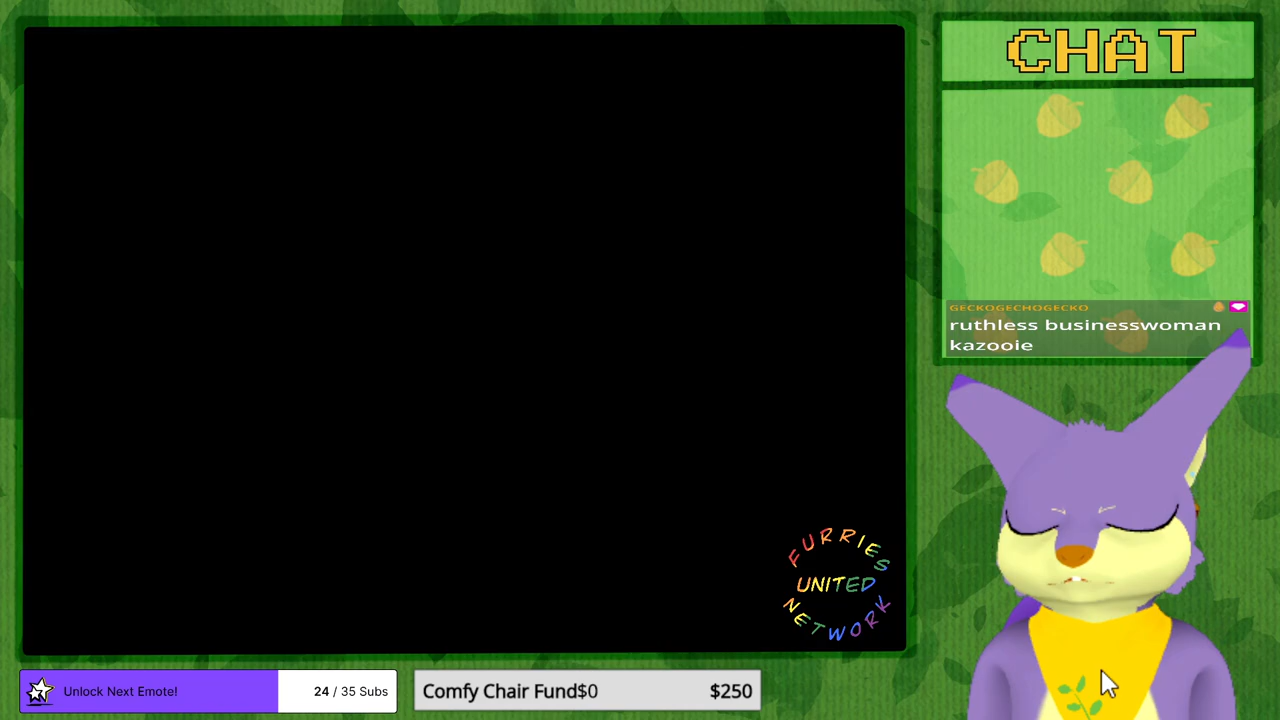 CHAT
GECKOGECHOGECKO
ruthless businesswoman
kazooie
FURRIES
UNITED
NETWORK
Unlock Next Emote! 24 / 35 Subs
Comfy Chair Fund$0 $250